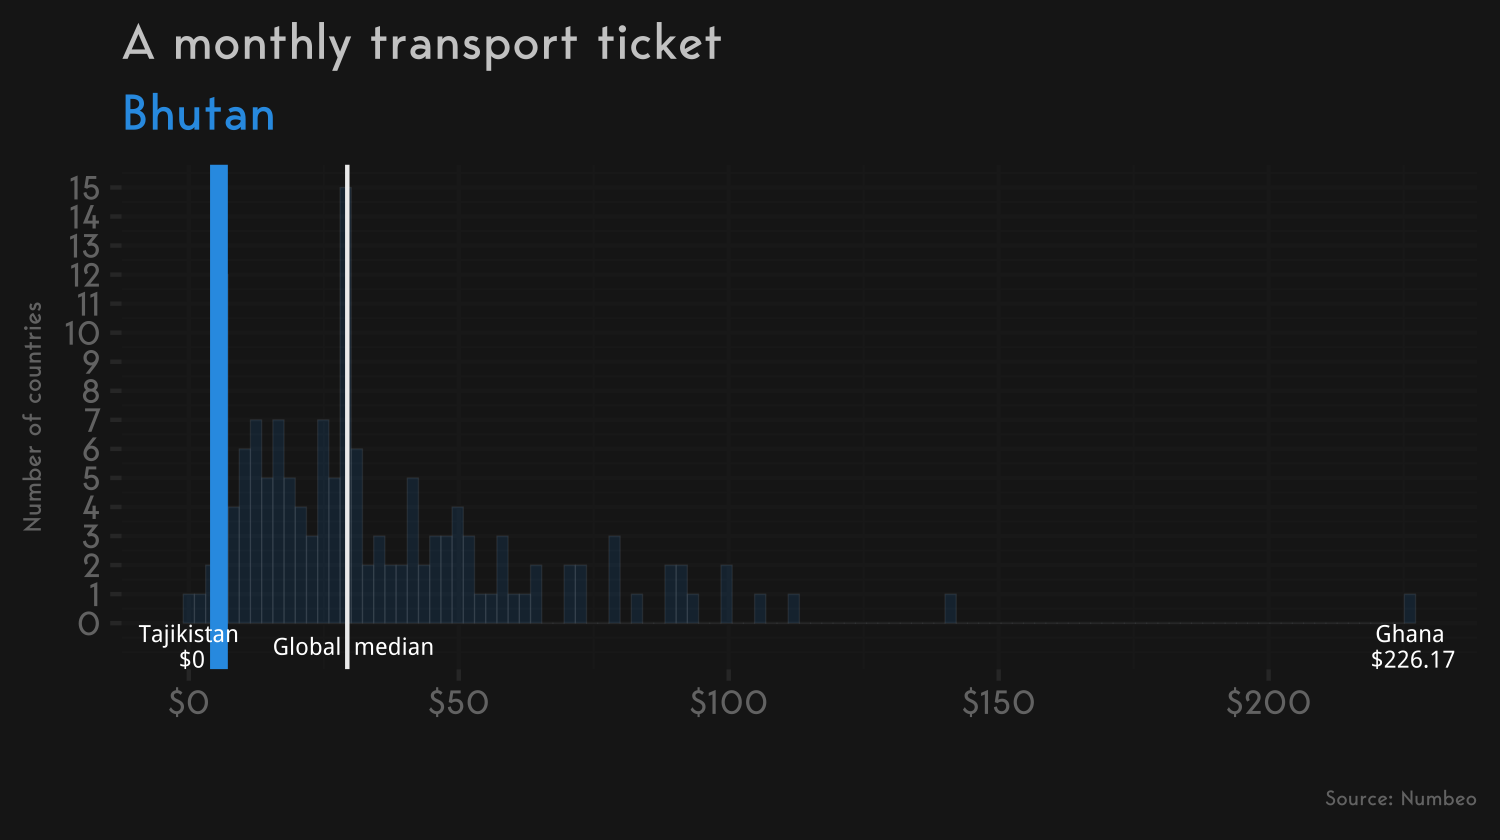 A monthly transport ticket
Bhutan
Number of countries
15
14
13
12
11
10
9
8
7
6
5
4
3
2
1
0
Tajikistan
$0
Global median
Ghana
$226.17
$0 $50 $100 $150 $200
Source: Numbeo